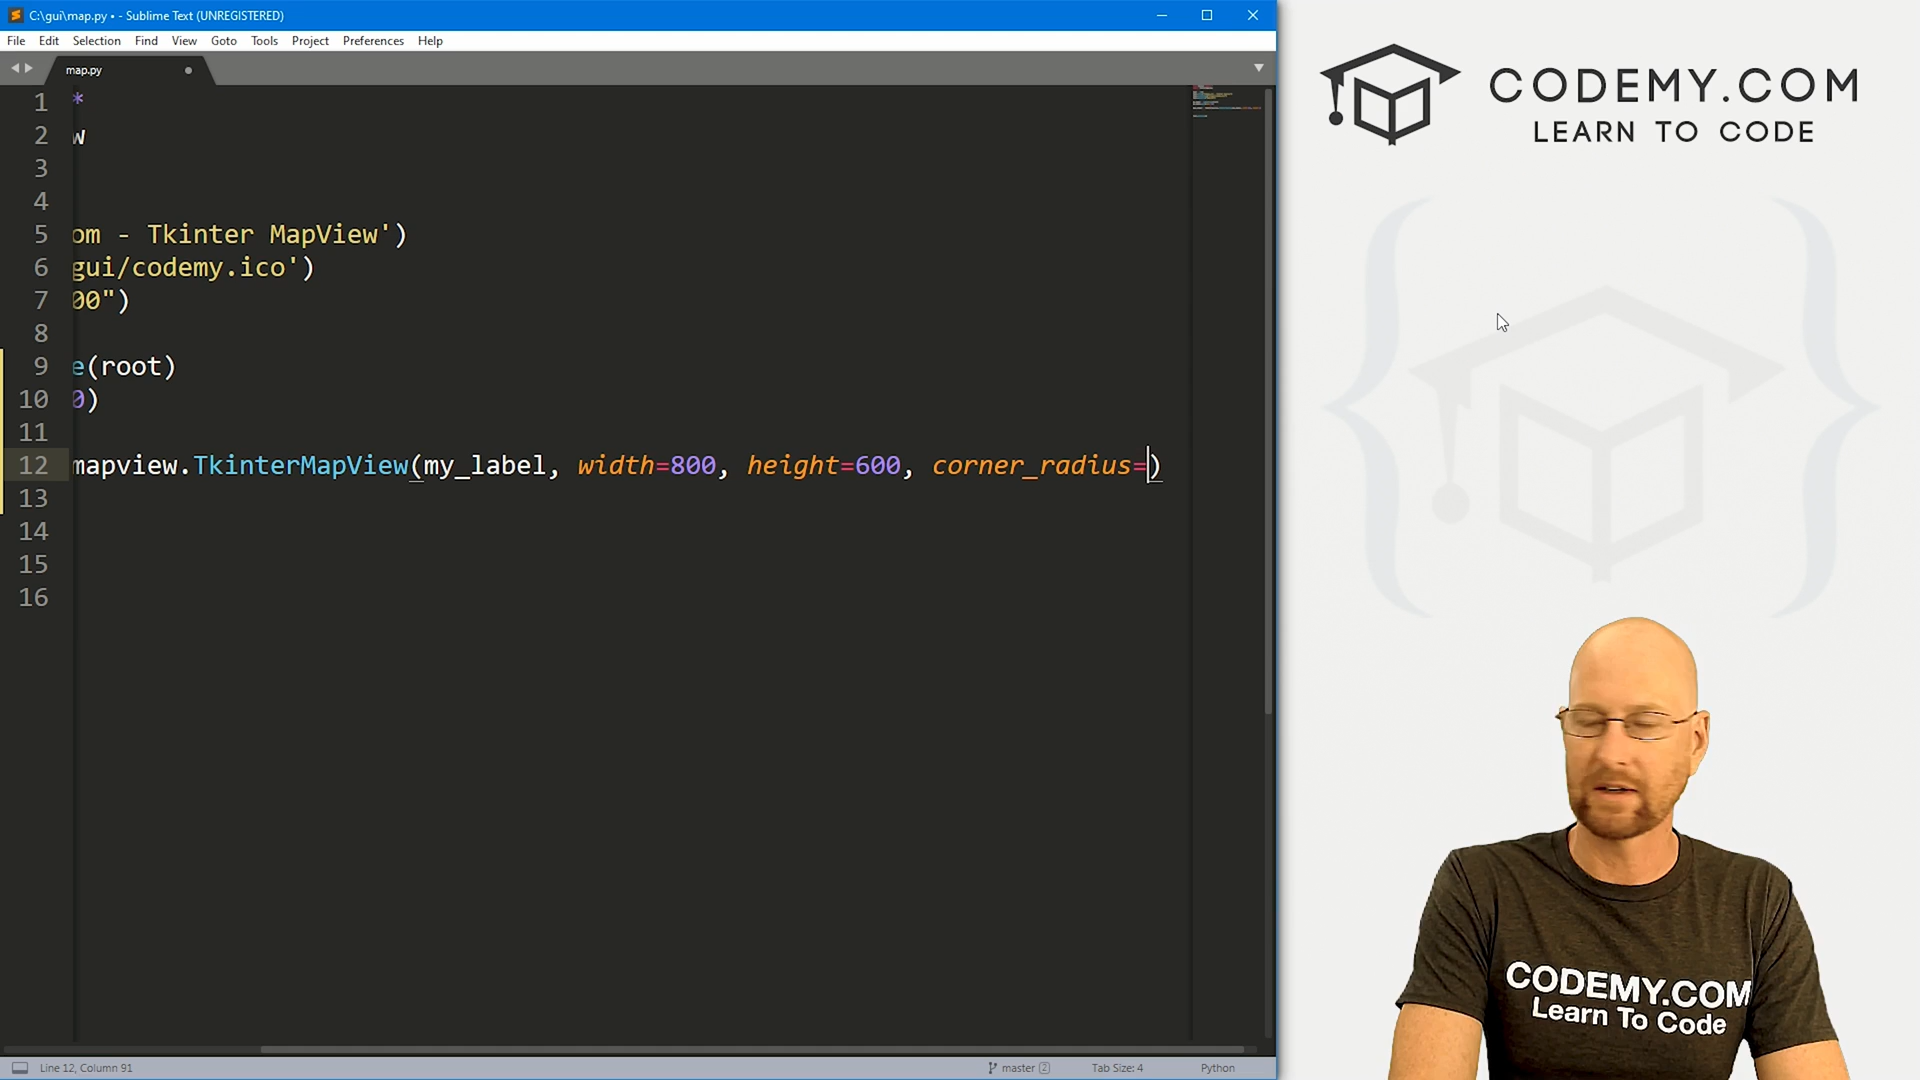 C:\gui\map.py • - Sublime Text (UNREGISTERED)
File Edit Selection Find View Goto Tools Project Preferences Help
map.py
1 *
2 w
3
4
5 om - Tkinter MapView')
6 gui/codemy.ico')
7 00")
8
9 e(root)
10 0)
11
12 mapview.TkinterMapView(my_label, width=800, height=600, corner_radius=)
13
14
15
16
Line 12, Column 91
master 2
Tab Size: 4
Python
CODEMY.COM
LEARN TO CODE
CODEMY.COM
Learn To Code